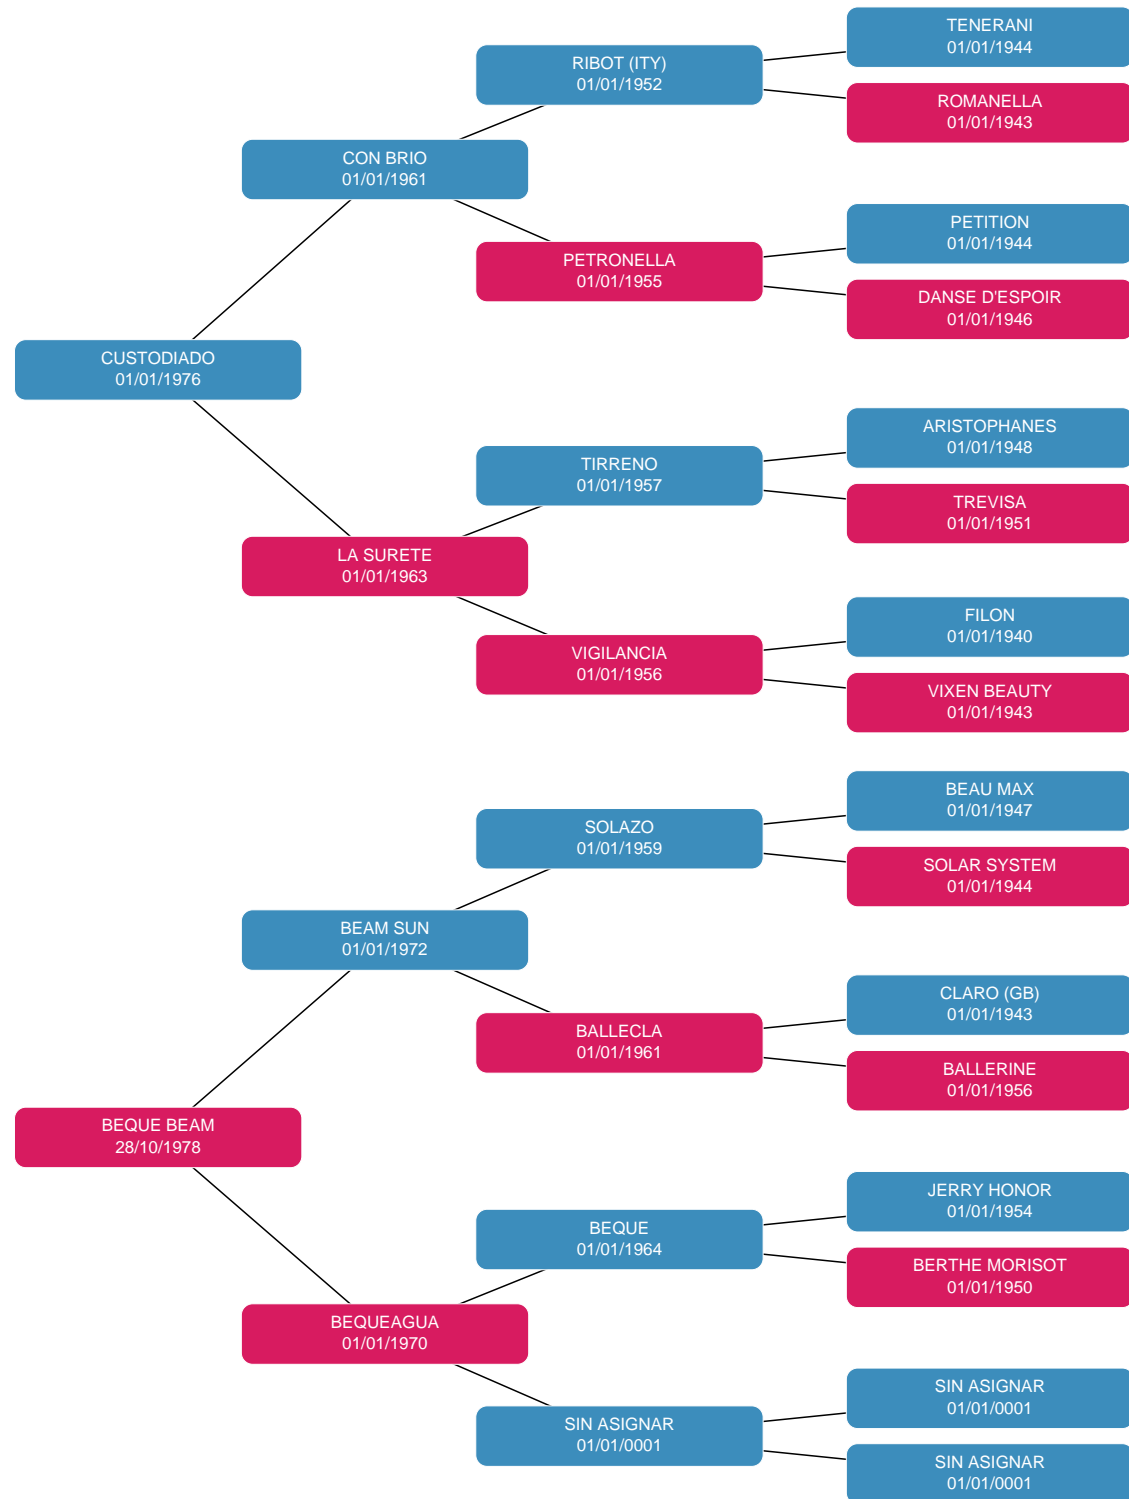 TENERANI
01/01/1944
RIBOT (ITY)
01/01/1952
ROMANELLA
01/01/1943
CON BRIO
01/01/1961
PETITION
01/01/1944
PETRONELLA
01/01/1955
DANSE D'ESPOIR
01/01/1946
CUSTODIADO
01/01/1976
ARISTOPHANES
01/01/1948
TIRRENO
01/01/1957
TREVISA
01/01/1951
LA SURETE
01/01/1963
FILON
01/01/1940
VIGILANCIA
01/01/1956
VIXEN BEAUTY
01/01/1943
BEAU MAX
01/01/1947
SOLAZO
01/01/1959
SOLAR SYSTEM
01/01/1944
BEAM SUN
01/01/1972
CLARO (GB)
01/01/1943
BALLECLA
01/01/1961
BALLERINE
01/01/1956
BEQUE BEAM
28/10/1978
JERRY HONOR
01/01/1954
BEQUE
01/01/1964
BERTHE MORISOT
01/01/1950
BEQUEAGUA
01/01/1970
SIN ASIGNAR
01/01/0001
SIN ASIGNAR
01/01/0001
SIN ASIGNAR
01/01/0001